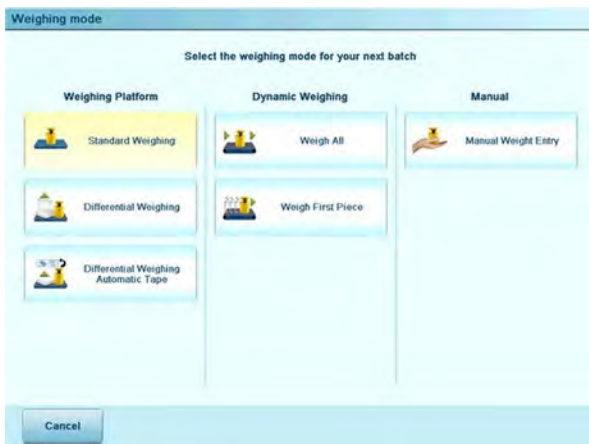 Weighing mode
Select the weighing mode for your next batch
Weighing Platform
Standard Weighing
Differential Weighing
Differential Weighing
Automatic Tape
Dynamic Weighing
Weigh All
Weigh First Piece
Manual
Manual Weight Entry
Cancel